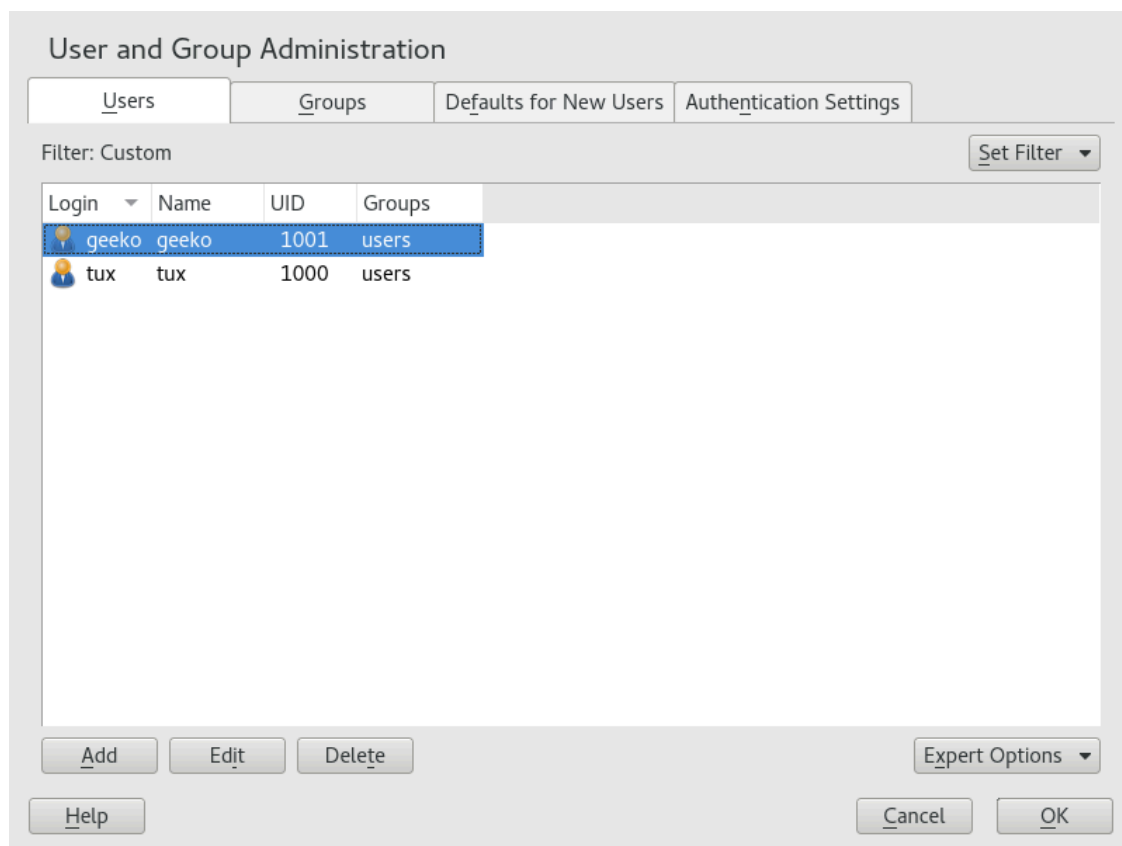 User and Group Administration
Users Groups Defaults for New Users Authentication Settings
Filter: Custom Set Filter
Login Name UID Groups
geeko geeko 1001 users
tux tux 1000 users
Add Edit Delete Expert Options
Help Cancel OK